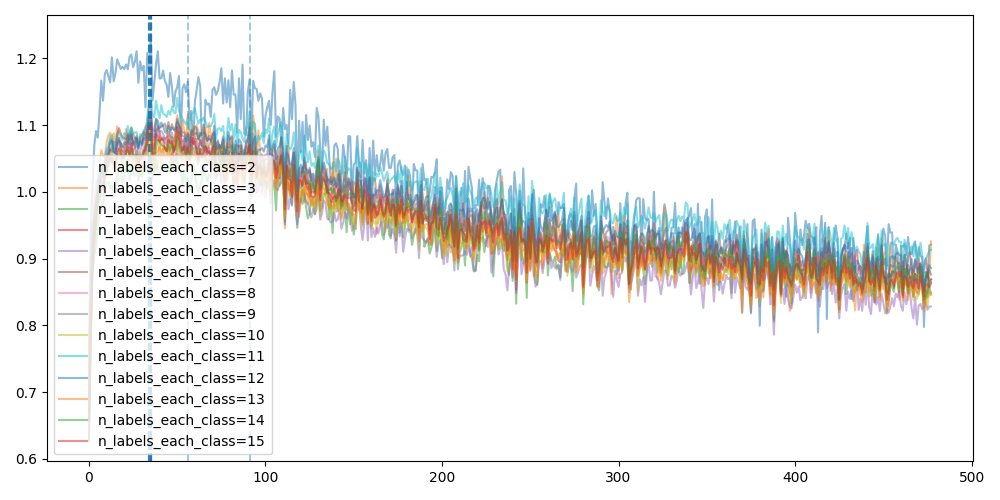 1.2
1.1
1.0
0.9
0.8
0.7
0.6
n_labels_each_class=2
n_labels_each_class=3
n_labels_each_class=4
n_labels_each_class=5
n_labels_each_class=6
n_labels_each_class=7
n_labels_each_class=8
n_labels_each_class=9
n_labels_each_class=10
n_labels_each_class=11
n_labels_each_class=12
n_labels_each_class=13
n_labels_each_class=14
n_labels_each_class=15
0 100 200 300 400 500